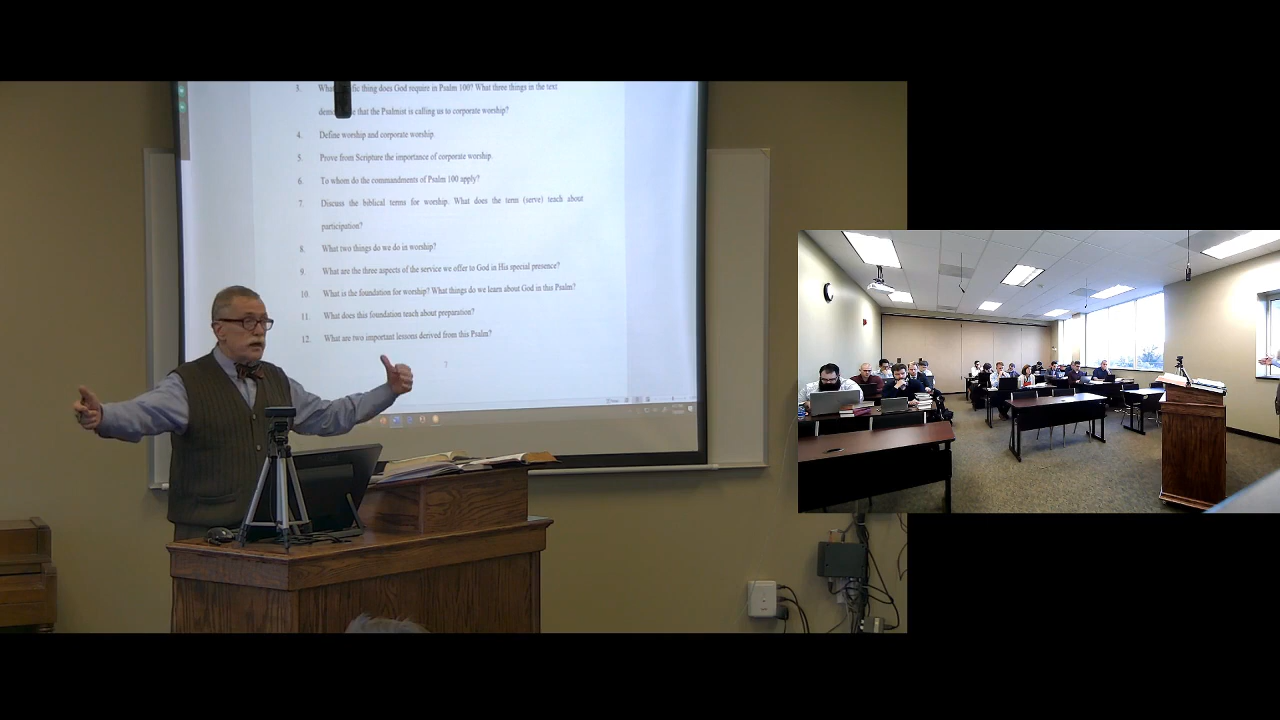 3. What fic thing does God require in Psalm 100? What three things in the text
dem e that the Psalmist is calling us to corporate worship?
4. Define worship and corporate worship.
5. Prove from Scripture the importance of corporate worship.
6. To whom do the commandments of Psalm 100 apply?
7. Discuss the biblical terms for worship. What does the term (serve) teach about
participation?
8. What two things do we do in worship?
9. What are the three aspects of the service we offer to God in His special presence?
10. What is the foundation for worship? What things do we learn about God in this Psalm?
11. What does this foundation teach about preparation?
12. What are two important lessons derived from this Psalm?
7